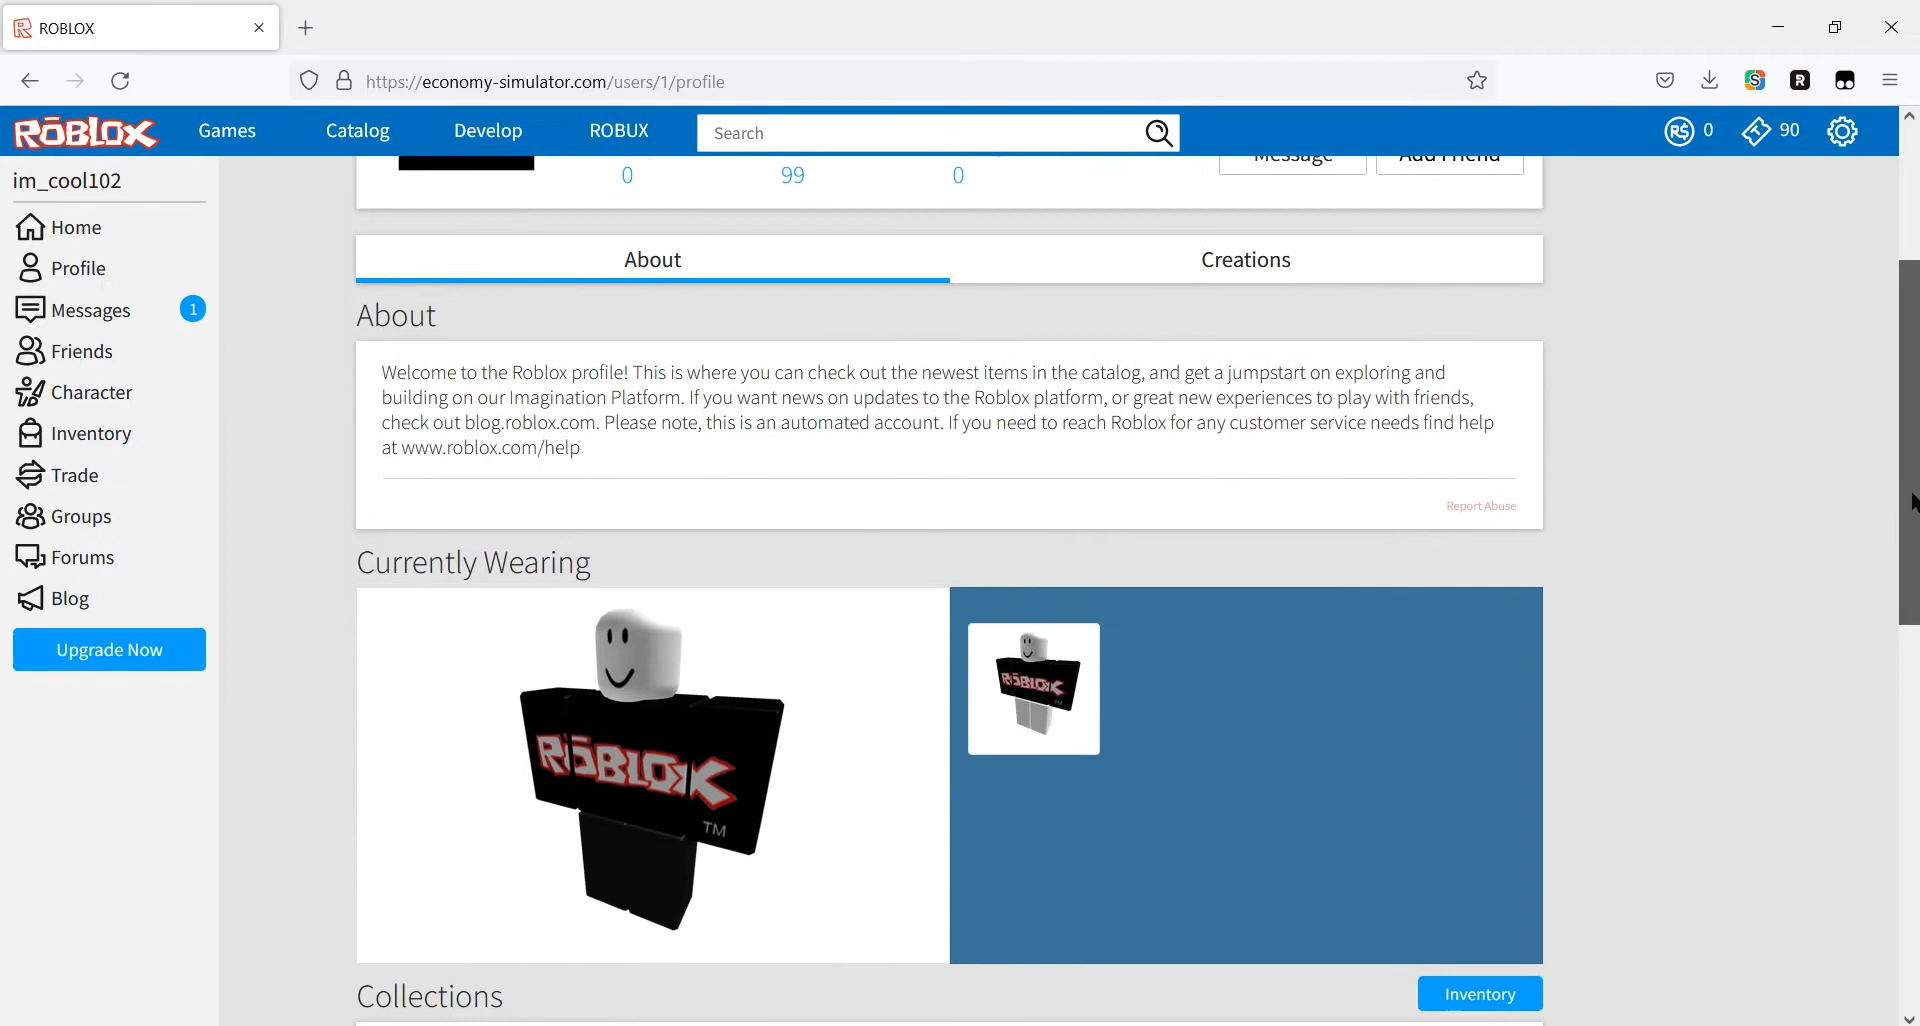 ROBLOX
https://economy-simulator.com/users/1/profile
ROBLOX
Games
Catalog
Develop
ROBUX
Search
R$ 0
90
im_cool102
Home
Profile
Messages 1
Friends
Character
Inventory
Trade
Groups
Forums
Blog
Upgrade Now
0
99
0
Message
Add Friend
About
Creations
About
Welcome to the Roblox profile! This is where you can check out the newest items in the catalog, and get a jumpstart on exploring and
building on our Imagination Platform. If you want news on updates to the Roblox platform, or great new experiences to play with friends,
check out blog.roblox.com. Please note, this is an automated account. If you need to reach Roblox for any customer service needs find help
at www.roblox.com/help
Report Abuse
Currently Wearing
ROBLOX
TM
ROBLOX
TM
Collections
Inventory